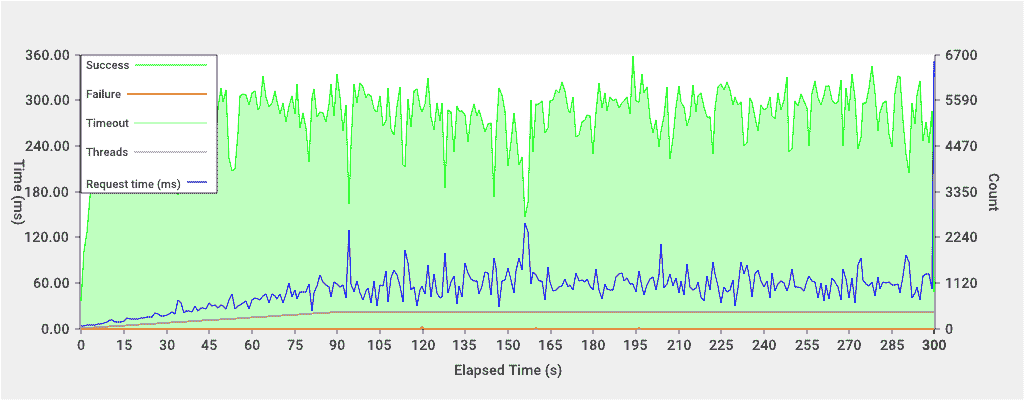 Success
Failure
Timeout
Threads
Request time (ms)
360.00
300.00
240.00
180.00
120.00
60.00
0.00
Time (ms)
6700
5590
4470
3350
2240
1120
0
Count
0 15 30 45 60 75 90 105 120 135 150 165 180 195 210 225 240 255 270 285 300
Elapsed Time (s)